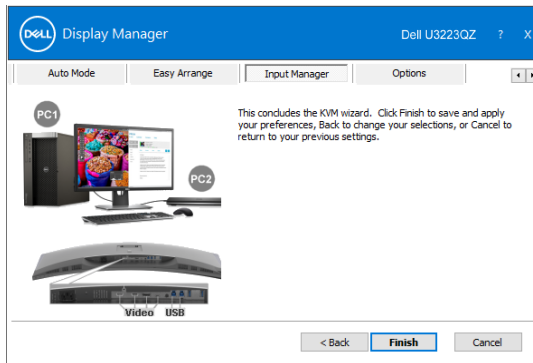 DELL Display Manager Dell U3223QZ ? X
Auto Mode Easy Arrange Input Manager Options
PC1
This concludes the KVM wizard. Click Finish to save and apply
your preferences, Back to change your selections, or Cancel to
return to your previous settings.
PC2
Video USB
< Back Finish Cancel